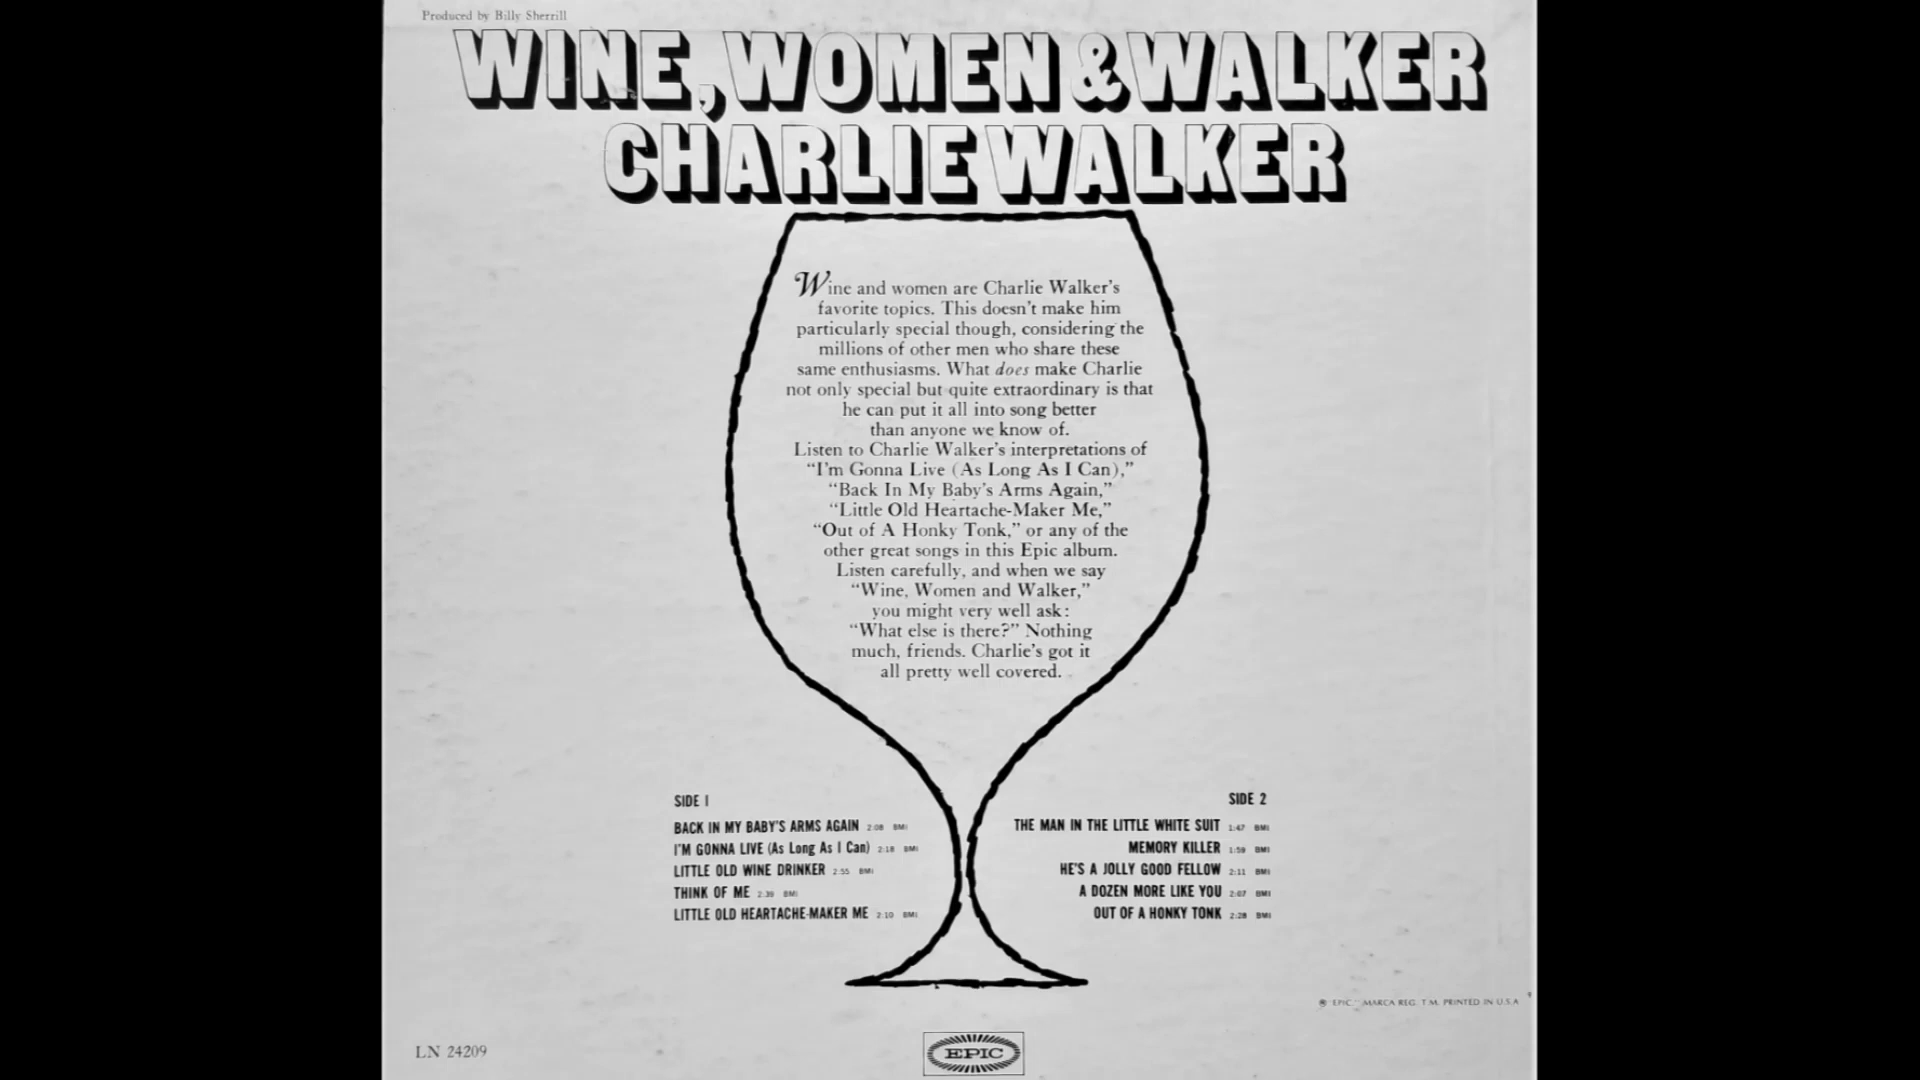 Produced by Billy Sherrill
WINE, WOMEN & WALKER
CHARLIE WALKER
Wine and women are Charlie Walker's
favorite topics. This doesn't make him
particularly special though, considering the
millions of other men who share these
same enthusiasms. What does make Charlie
not only special but quite extraordinary is that
he can put it all into song better
than anyone we know of.
Listen to Charlie Walker's interpretations of
“I'm Gonna Live (As Long As I Can),”
“Back In My Baby's Arms Again,”
“Little Old Heartache-Maker Me,”
“Out of A Honky Tonk,” or any of the
other great songs in this Epic album.
Listen carefully, and when we say
“Wine, Women and Walker,”
you might very well ask:
“What else is there?” Nothing
much, friends. Charlie's got it
all pretty well covered.
SIDE 1
BACK IN MY BABY'S ARMS AGAIN 2:08 BMI
I'M GONNA LIVE (As Long As I Can) 2:18 BMI
LITTLE OLD WINE DRINKER 2:55 BMI
THINK OF ME 2:39 BMI
LITTLE OLD HEARTACHE-MAKER ME 2:10 BMI
SIDE 2
THE MAN IN THE LITTLE WHITE SUIT 1:47 BMI
MEMORY KILLER 1:59 BMI
HE'S A JOLLY GOOD FELLOW 2:11 BMI
A DOZEN MORE LIKE YOU 2:07 BMI
OUT OF A HONKY TONK 2:28 BMI
® “EPIC,” MARCA REG. T.M. PRINTED IN U.S.A.
LN 24209
EPIC